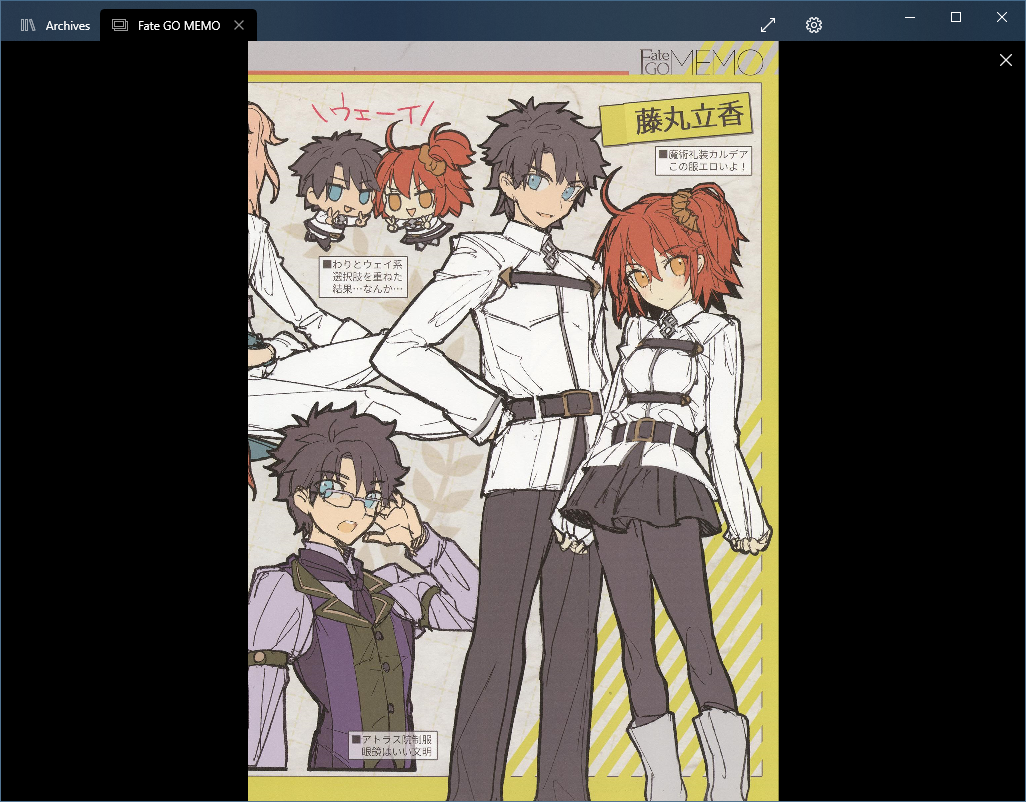 Archives
Fate GO MEMO
Fate
GO MEMO
\ウェーイ/
藤丸立香
■魔術礼装カルデア
この服エロいよ!
■わりとウェイ系
選択肢を重ねた
結果…なんか…
■アトラス院制服
眼鏡はいい文明